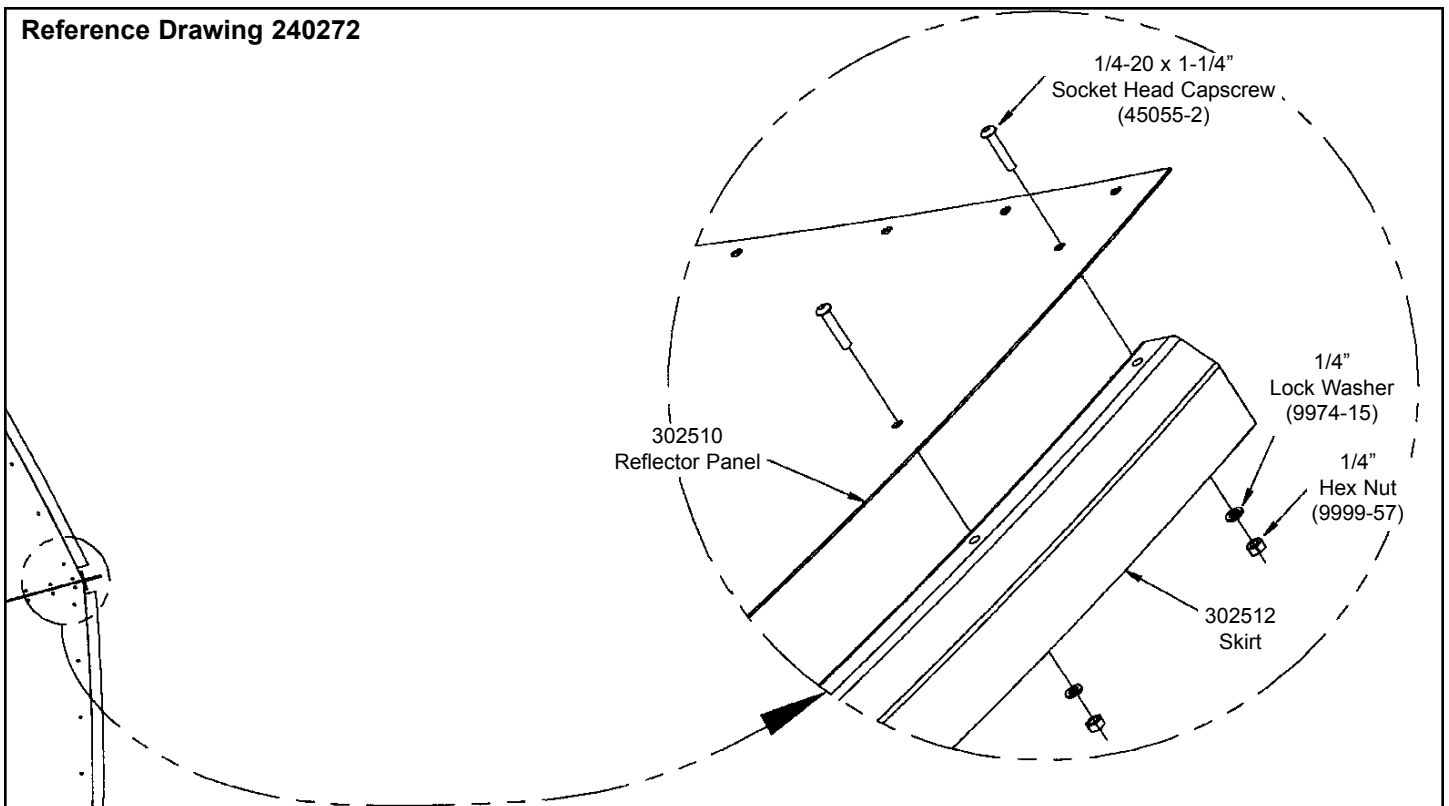 Reference Drawing 240272
1/4-20 x 1-1/4”
Socket Head Capscrew
(45055-2)
1/4”
Lock Washer
(9974-15)
302510
Reflector Panel
1/4”
Hex Nut
(9999-57)
302512
Skirt